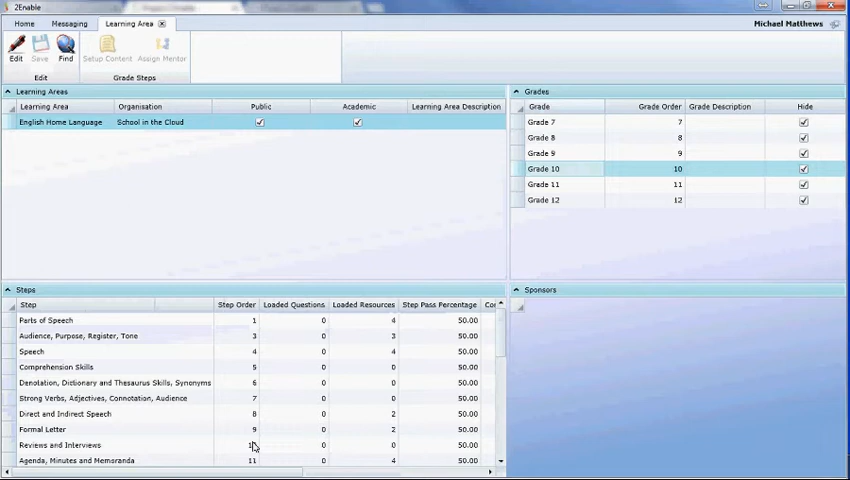 2Enable
Home Messaging Learning Area Michael Matthews
Edit Save Find Setup Content Assign Mentor
Edit Grade Steps
Learning Areas
Learning Area Organisation Public Academic Learning Area Description
English Home Language School in the Cloud
Grades
Grade Grade Order Grade Description Hide
Grade 7 7
Grade 8 8
Grade 9 9
Grade 10 10
Grade 11 11
Grade 12 12
Steps
Step Step Order Loaded Questions Loaded Resources Step Pass Percentage
Parts of Speech 1 0 4 50.00
Audience, Purpose, Register, Tone 3 0 3 50.00
Speech 4 0 4 50.00
Comprehension Skills 5 0 0 50.00
Denotation, Dictionary and Thesaurus Skills, Synonyms 6 0 0 50.00
Strong Verbs, Adjectives, Connotation, Audience 7 0 0 50.00
Direct and Indirect Speech 8 0 2 50.00
Formal Letter 9 0 2 50.00
Reviews and Interviews 0 0 50.00
Agenda, Minutes and Memoranda 11 0 4 50.00
Sponsors